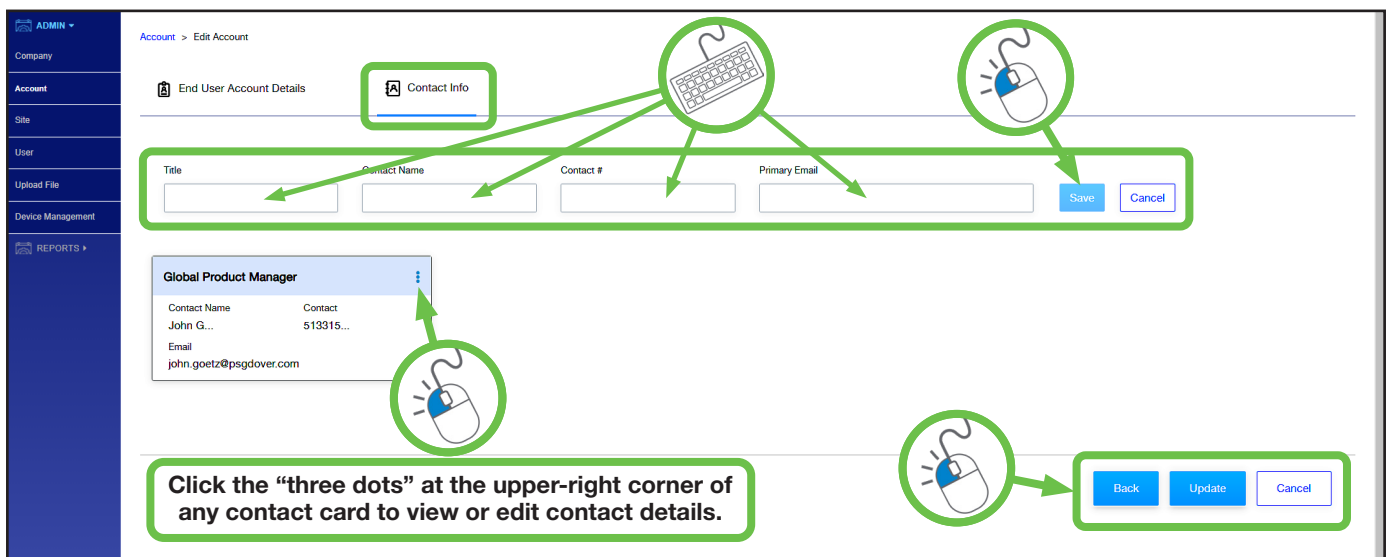 ADMIN
Company
Account
Site
User
Upload File
Device Management
REPORTS
Account > Edit Account
End User Account Details
Contact Info
Title
Contact Name
Contact #
Primary Email
Save
Cancel
Global Product Manager
Contact Name
Contact
John G...
513315...
Email
john.goetz@psgdover.com
Click the “three dots” at the upper-right corner of
any contact card to view or edit contact details.
Back
Update
Cancel